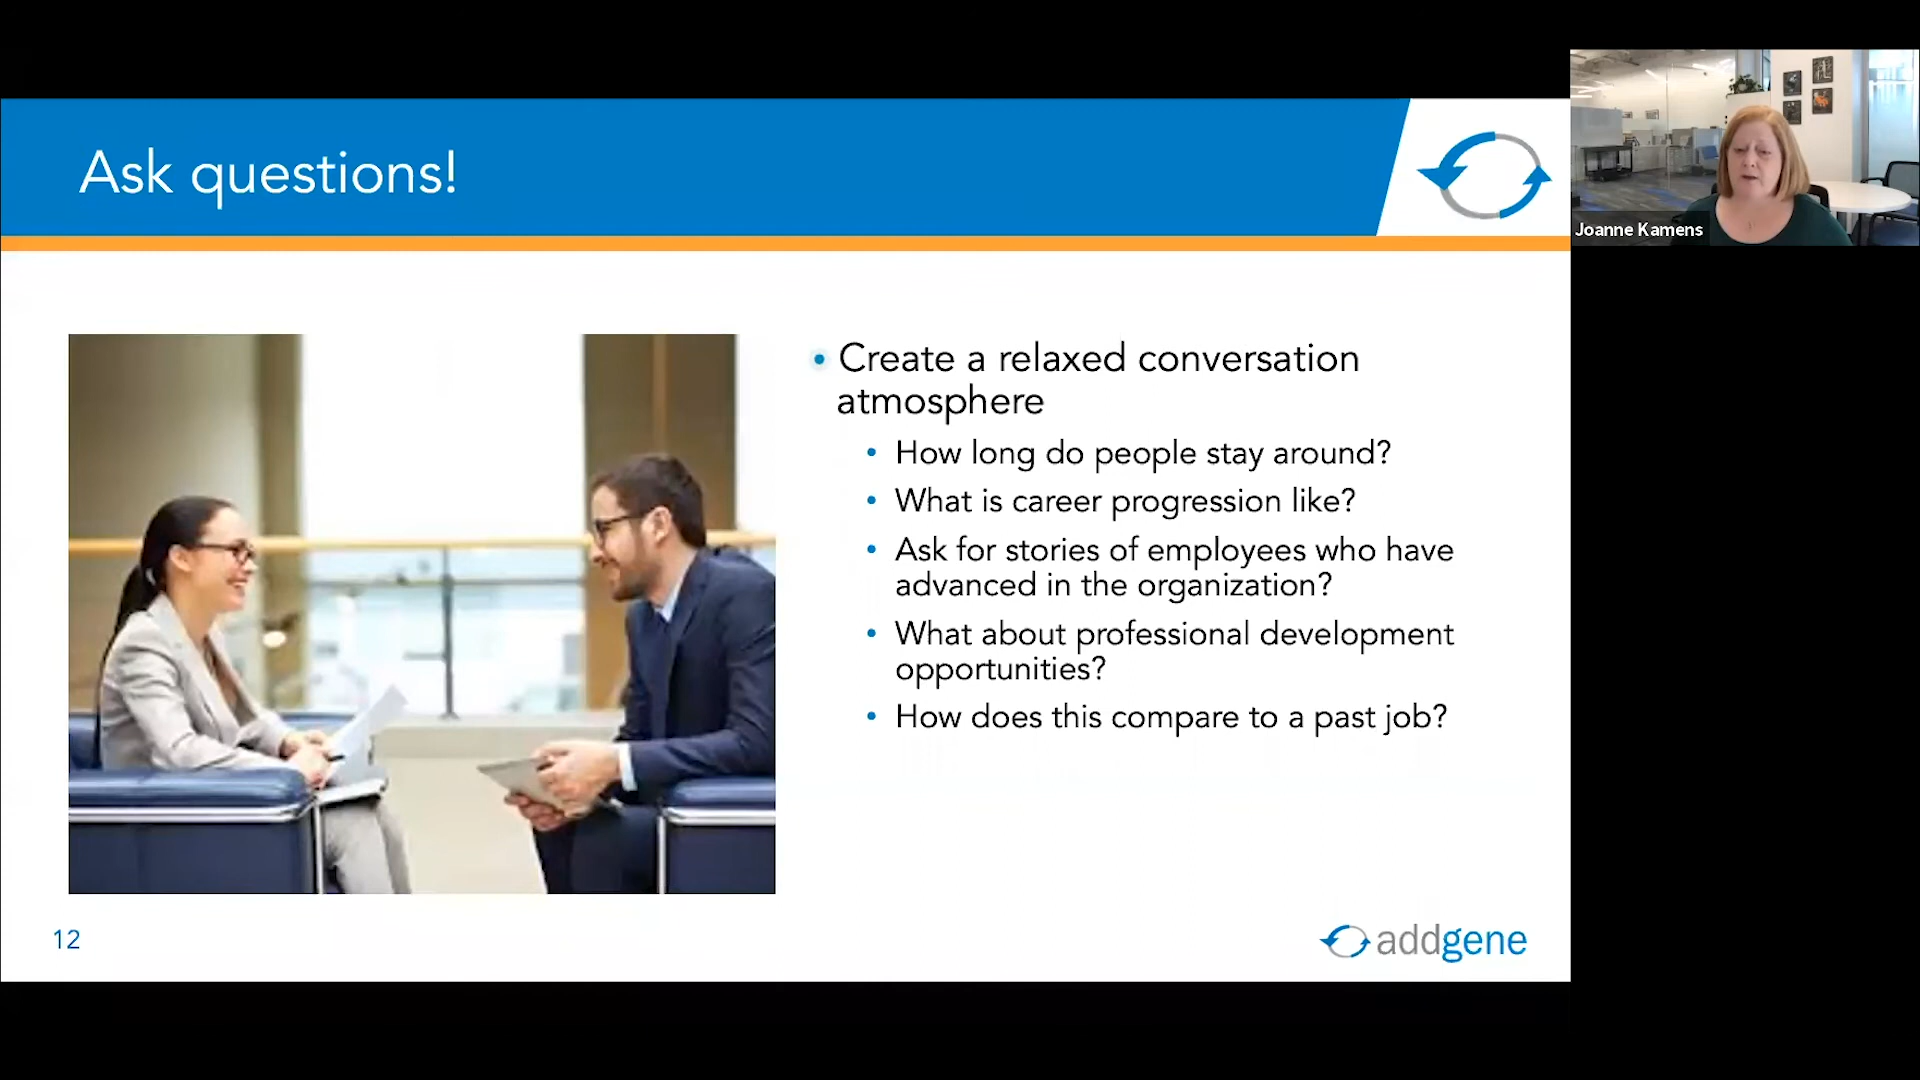 Ask questions!
Joanne Kamens
• Create a relaxed conversation
atmosphere
• How long do people stay around?
• What is career progression like?
• Ask for stories of employees who have
advanced in the organization?
• What about professional development
opportunities?
• How does this compare to a past job?
12
addgene